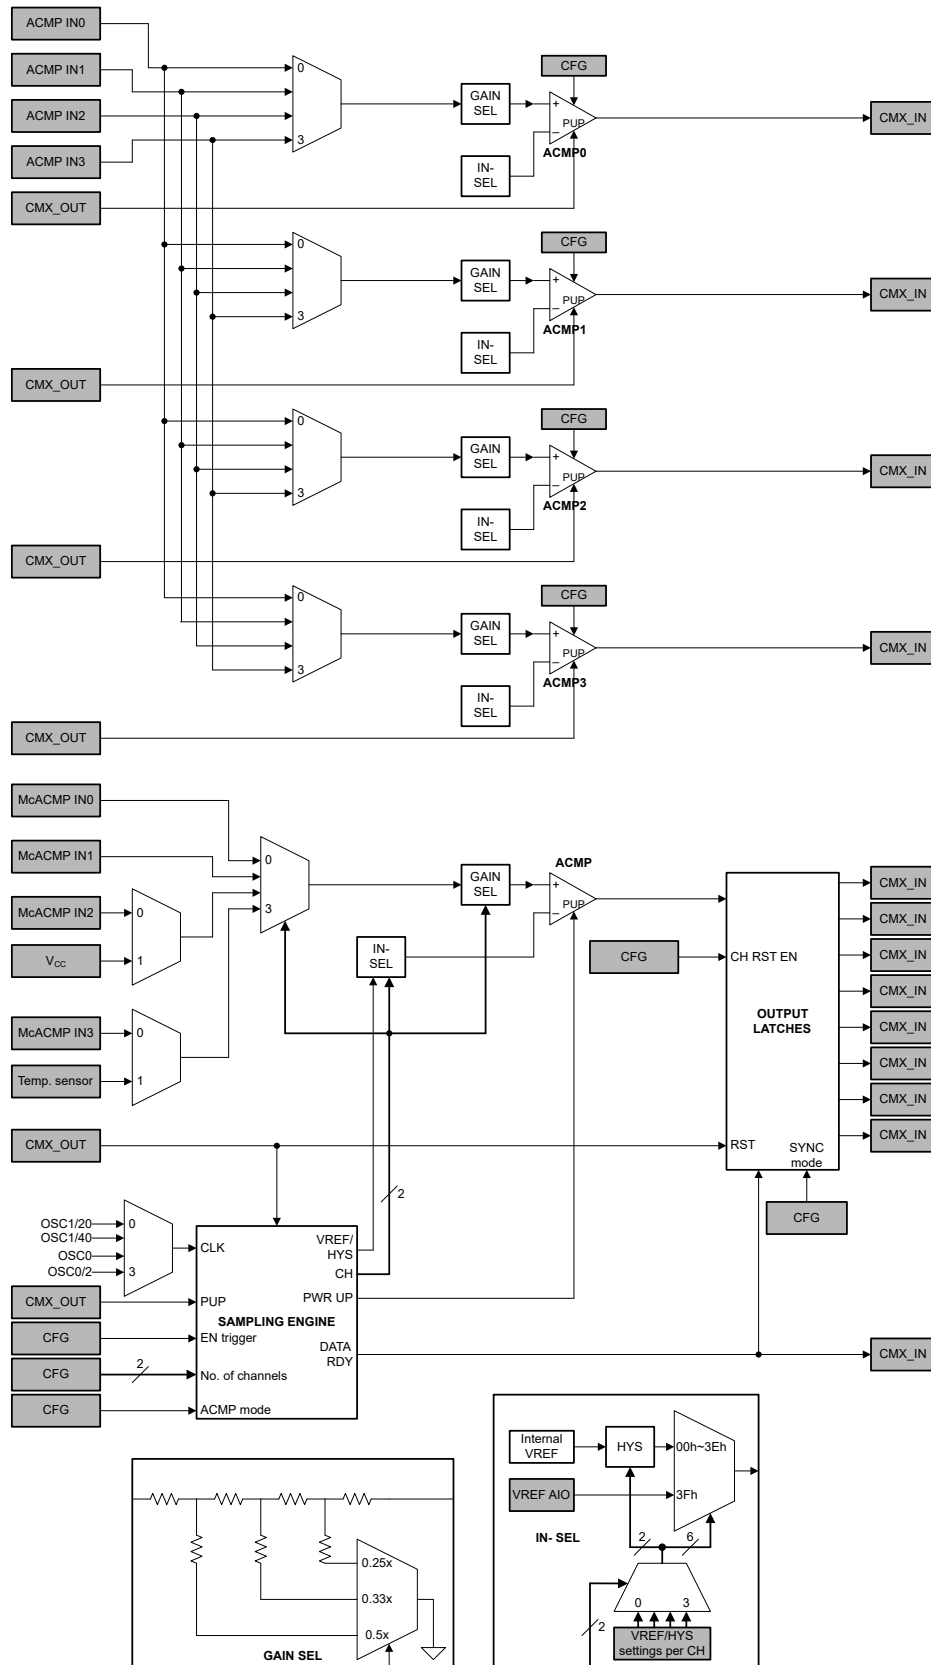 ACMP IN0
ACMP IN1
ACMP IN2
ACMP IN3
CMX_OUT
0
3
GAIN
SEL
IN-
SEL
CFG
+
PUP
–
ACMP0
CMX_IN
CMX_OUT
0
3
GAIN
SEL
IN-
SEL
CFG
+
PUP
–
ACMP1
CMX_IN
CMX_OUT
0
3
GAIN
SEL
IN-
SEL
CFG
+
PUP
–
ACMP2
CMX_IN
CMX_OUT
0
3
GAIN
SEL
IN-
SEL
CFG
+
PUP
–
ACMP3
CMX_IN
McACMP IN0
McACMP IN1
McACMP IN2
VCC
0
1
McACMP IN3
Temp. sensor
0
1
0
3
GAIN
SEL
IN-
SEL
ACMP
+
PUP
–
CFG
CH RST EN
OUTPUT
LATCHES
RST
SYNC
mode
CFG
CMX_IN
CMX_IN
CMX_IN
CMX_IN
CMX_IN
CMX_IN
CMX_IN
CMX_IN
CMX_OUT
2
OSC1/20
OSC1/40
OSC0
OSC0/2
0
3
CMX_OUT
CFG
CFG
2
CFG
CLK
PUP
SAMPLING ENGINE
EN trigger
No. of channels
ACMP mode
VREF/
HYS
CH
PWR UP
DATA
RDY
CMX_IN
0.25x
0.33x
0.5x
GAIN SEL
Internal
VREF
HYS
00h~3Eh
VREF AIO
3Fh
IN- SEL
2
6
0
3
2
VREF/HYS
settings per CH